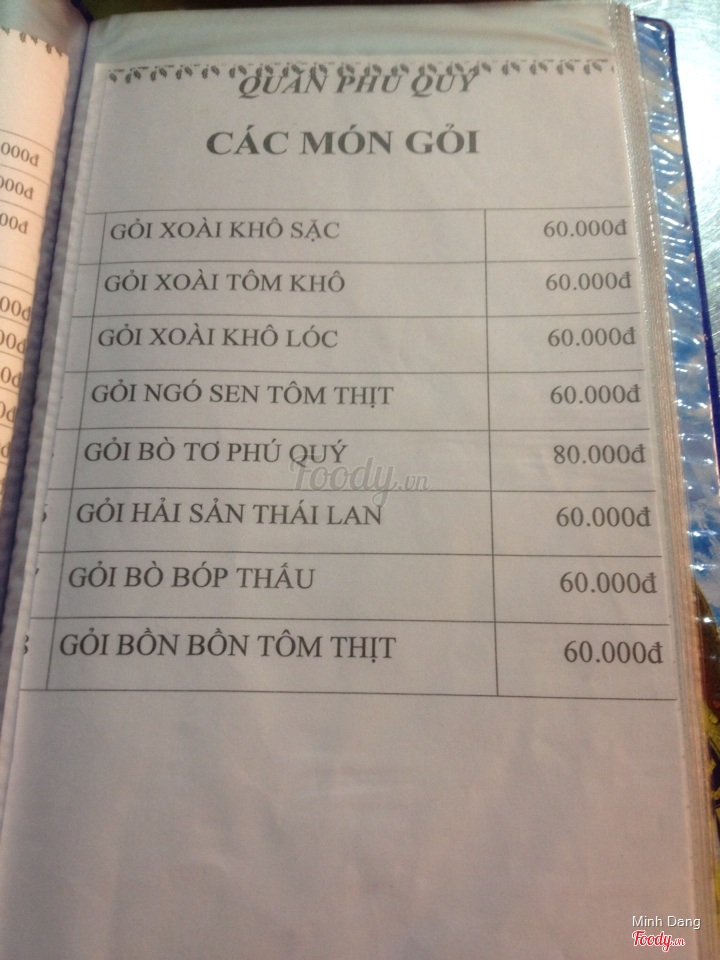 QUÁN PHÚ QUÝ
CÁC MÓN GỎI
GỎI XOÀI KHÔ SẶC 60.000đ
GỎI XOÀI TÔM KHÔ 60.000đ
GỎI XOÀI KHÔ LÓC 60.000đ
GỎI NGÓ SEN TÔM THỊT 60.000đ
GỎI BÒ TƠ PHÚ QUÝ 80.000đ
GỎI HẢI SẢN THÁI LAN 60.000đ
GỎI BÒ BÓP THẤU 60.000đ
GỎI BỒN BỒN TÔM THỊT 60.000đ
Foody.vn
Minh Dang
Foody.vn